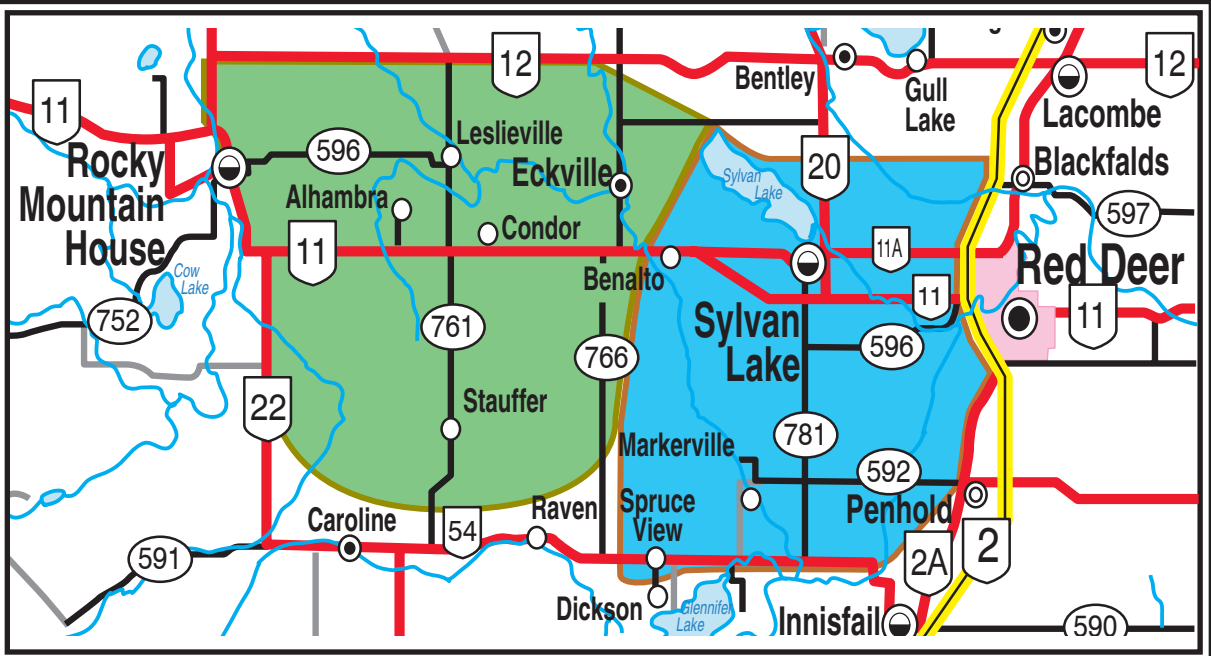 12
Bentley
Gull
Lake
12
11
Lacombe
Leslieville
596
Rocky
Mountain
House
Eckville
Blackfalds
Sylvan
Lake
20
Alhambra
597
Condor
11
11A
Red Deer
Benalto
Cow
Lake
11
11
752
761
Sylvan
Lake
596
766
22
Stauffer
781
Markerville
592
Spruce
View
Penhold
Raven
Caroline
54
2
591
2A
Dickson
Glennifer
Lake
Innisfail
590